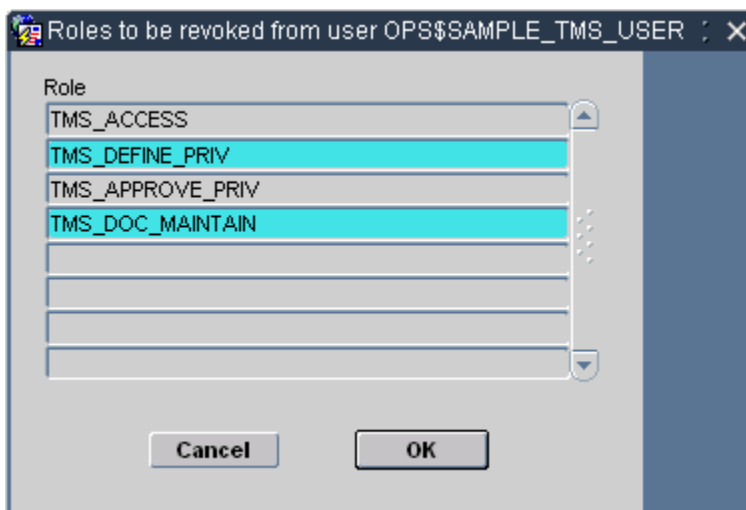 Roles to be revoked from user OPS$SAMPLE_TMS_USER
Role
TMS_ACCESS
TMS_DEFINE_PRIV
TMS_APPROVE_PRIV
TMS_DOC_MAINTAIN
Cancel OK